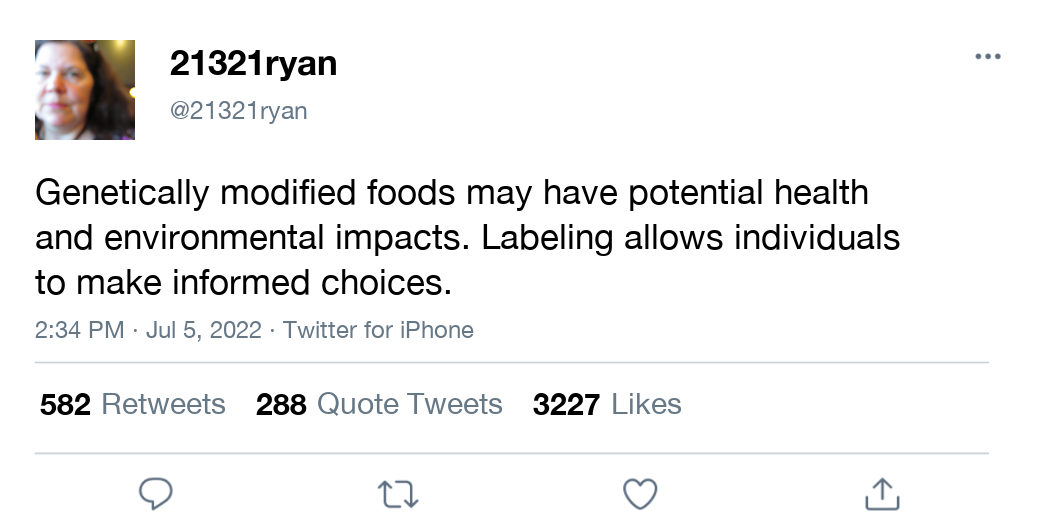 21321ryan
@21321ryan
Genetically modified foods may have potential health
and environmental impacts. Labeling allows individuals
to make informed choices.
2:34 PM · Jul 5, 2022 · Twitter for iPhone
582 Retweets 288 Quote Tweets 3227 Likes